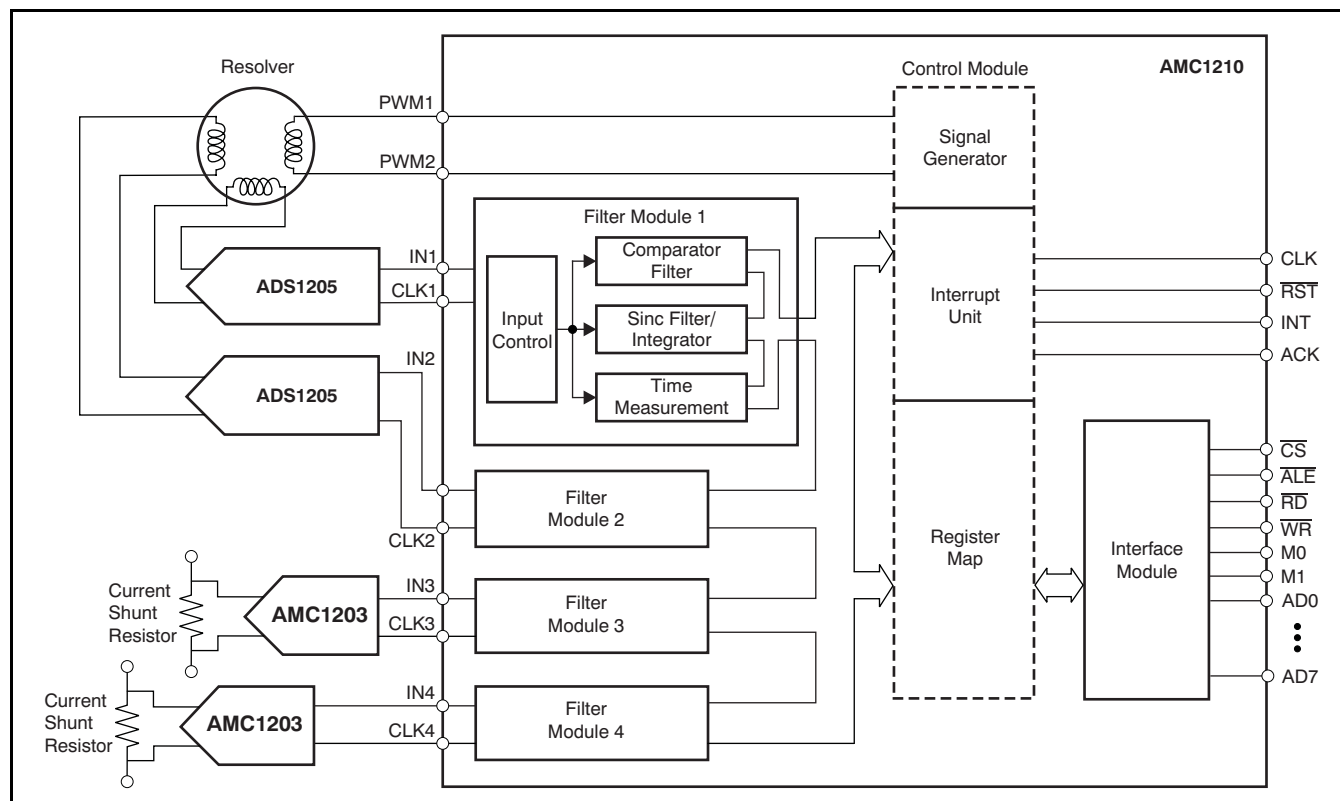 AMC1210
Resolver
Control Module
PWM1
Signal
Generator
PWM2
Filter Module 1
IN1
Comparator
Filter
CLK
ADS1205
CLK1
Input
Control
Sinc Filter/
Integrator
Interrupt
Unit
RST
INT
IN2
ACK
Time
Measurement
ADS1205
CS
ALE
Filter
Module 2
RD
CLK2
WR
Register
Map
Interface
Module
M0
M1
Current
Shunt
Resistor
AMC1203
IN3
CLK3
Filter
Module 3
AD0
AD7
Current
Shunt
Resistor
AMC1203
IN4
CLK4
Filter
Module 4